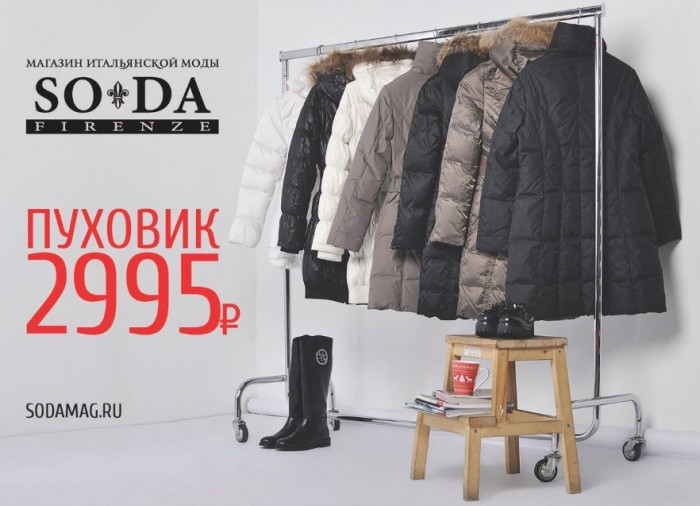 МАГАЗИН ИТАЛЬЯНСКОЙ МОДЫ
SO DA
FIRENZE
ПУХОВИК
2995₽
SODAMAG.RU